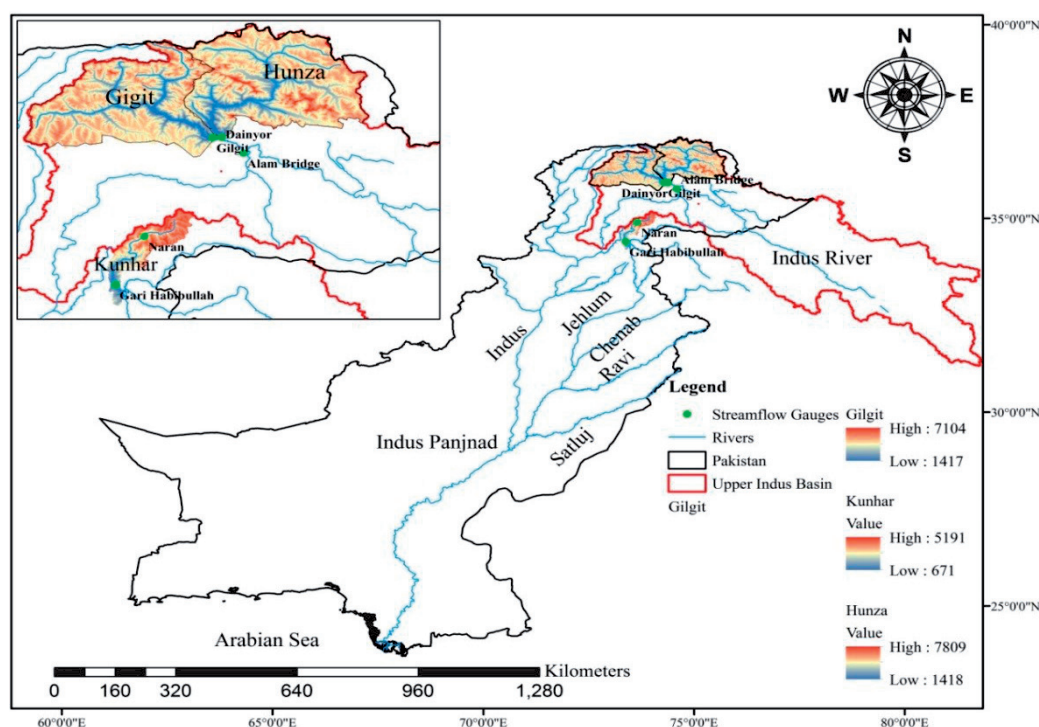 Gigit
Hunza
Dainyor
Gilgit
Alam Bridge
Naran
Kunhar
Gari Habibullah
40°0'0"N
N
W
E
S
Alam Bridge
Dainyor
Gilgit
35°0'0"N
Naran
Gari Habibullah
Indus River
Indus
Jehlum
Chenab
Ravi
Satluj
Indus Panjnad
Arabian Sea
30°0'0"N
25°0'0"N
Legend
Streamflow Gauges
Rivers
Pakistan
Upper Indus Basin
Gilgit
Gilgit
High : 7104
Low : 1417
Kunhar
Value
High : 5191
Low : 671
Hunza
Value
High : 7809
Low : 1418
Kilometers
0 160 320 640 960 1,280
60°0'0"E 65°0'0"E 70°0'0"E 75°0'0"E 80°0'0"E